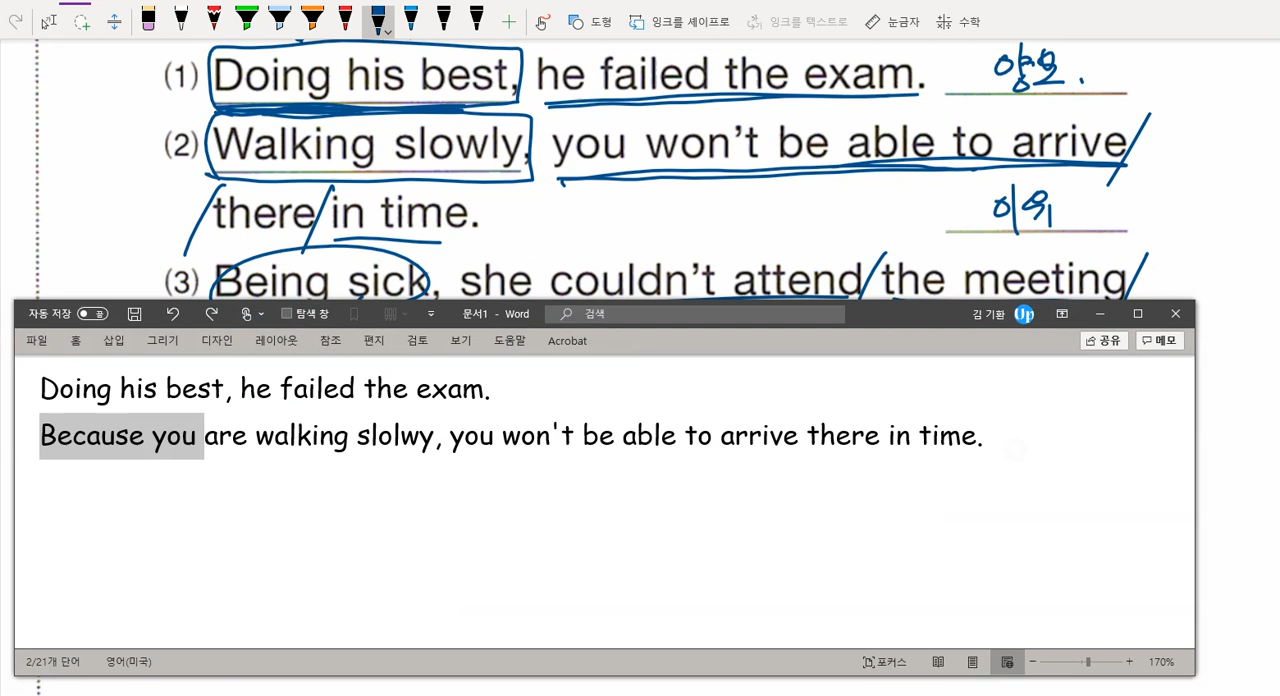 도형
잉크를 셰이프로
잉크를 텍스트로
눈금자
수학
(1) Doing his best, he failed the exam. 양보.
(2) Walking slowly, you won't be able to arrive
there in time. 이유
(3) Being sick, she couldn't attend the meeting
자동 저장 끔
탐색 창
문서1 - Word
검색
김 기환
파일 홈 삽입 그리기 디자인 레이아웃 참조 편지 검토 보기 도움말 Acrobat
공유 메모
Doing his best, he failed the exam.
Because you are walking slolwy, you won't be able to arrive there in time.
2/21개 단어 영어(미국) 포커스 170%